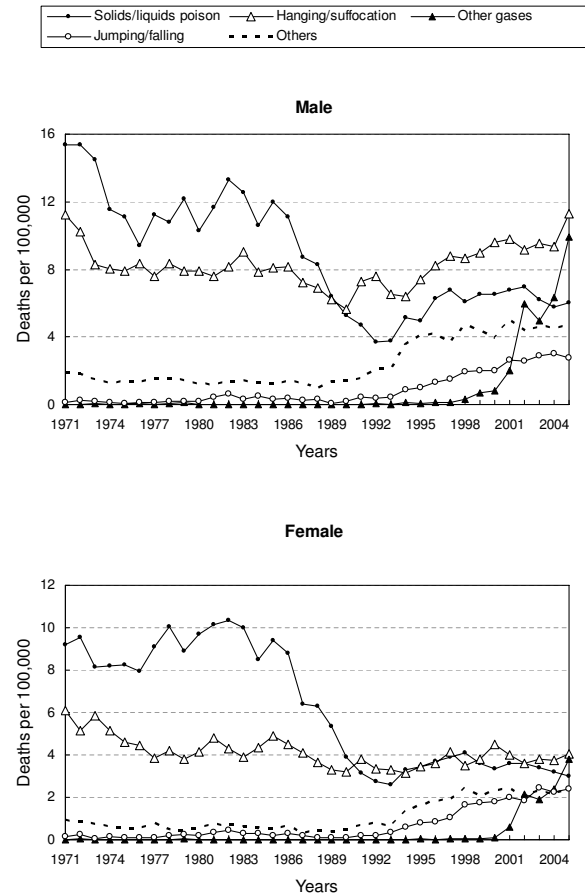 Solids/liquids poison Hanging/suffocation Other gases
Jumping/falling Others
Male
Deaths per 100,000
16
12
8
4
0
1971 1974 1977 1980 1983 1986 1989 1992 1995 1998 2001 2004
Years
Female
Deaths per 100,000
12
10
8
6
4
2
0
1971 1974 1977 1980 1983 1986 1989 1992 1995 1998 2001 2004
Years